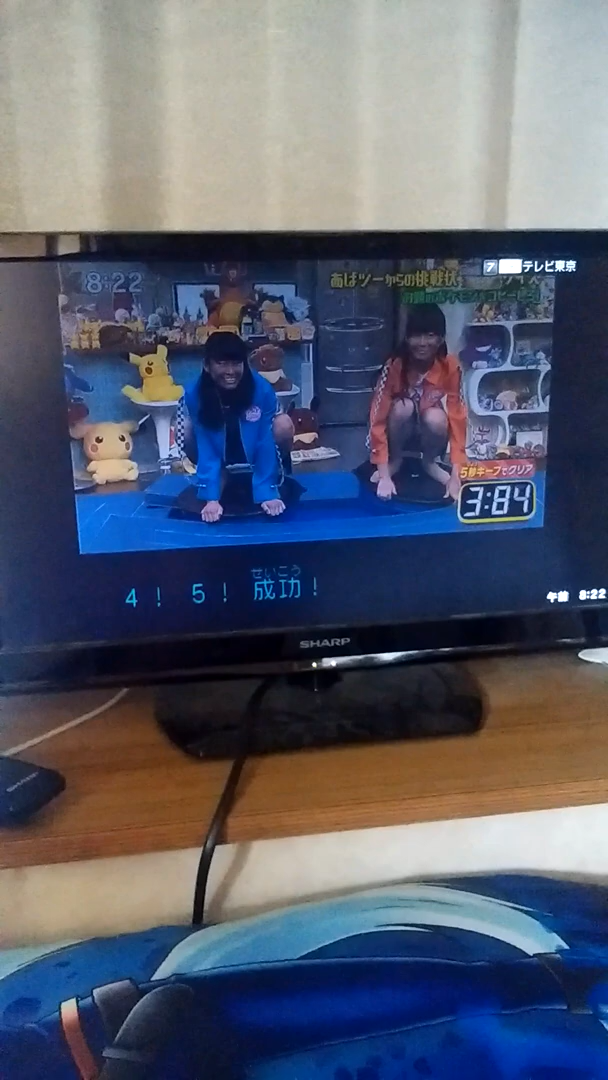 8:22
テレビ東京
あばツーからの挑戦状
5秒キープでクリア
3:84
せいこう
4！ 5！ 成功！
午前 8:22
SHARP
SHARP